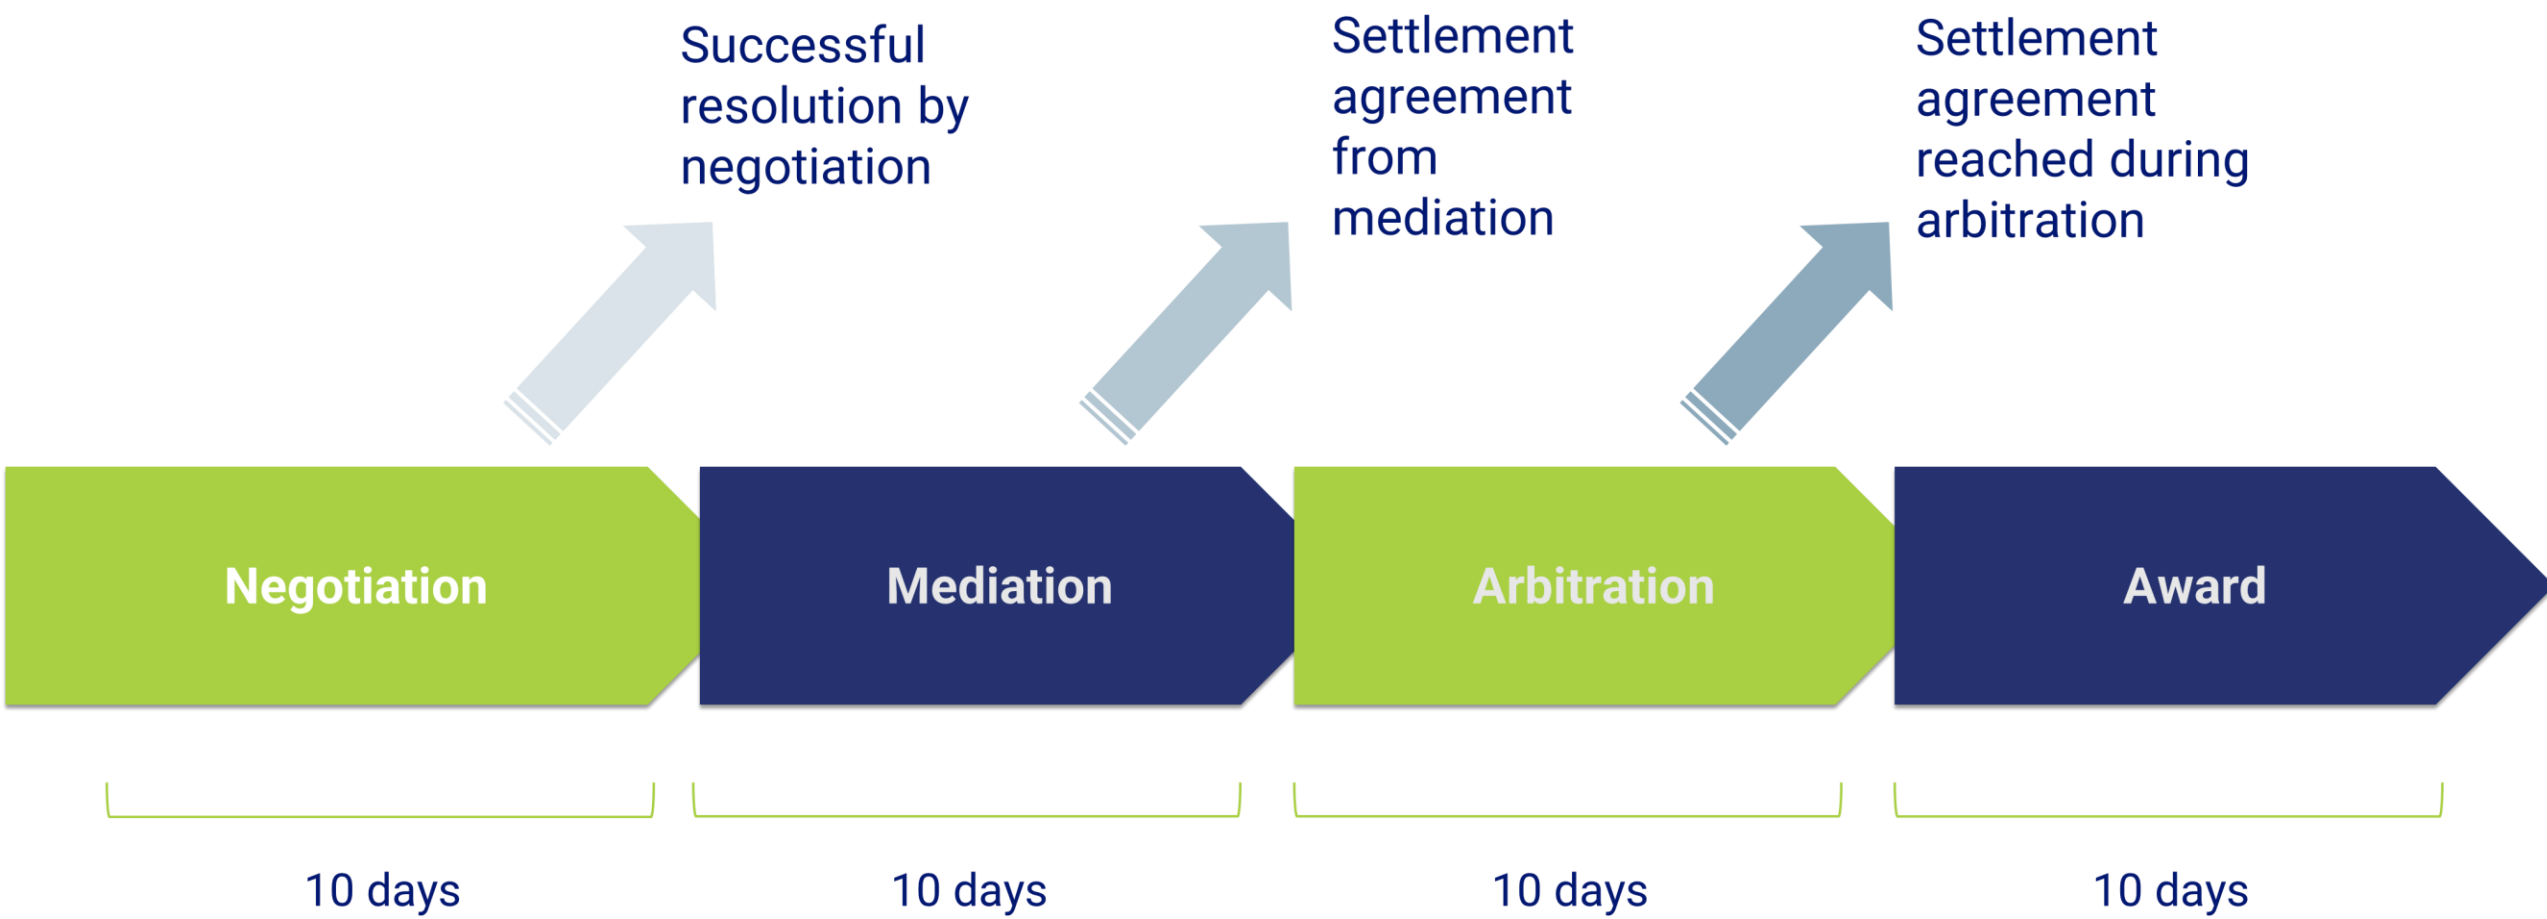 Successful
resolution by
negotiation
Settlement
agreement
from
mediation
Settlement
agreement
reached during
arbitration
Negotiation
Mediation
Arbitration
Award
10 days
10 days
10 days
10 days